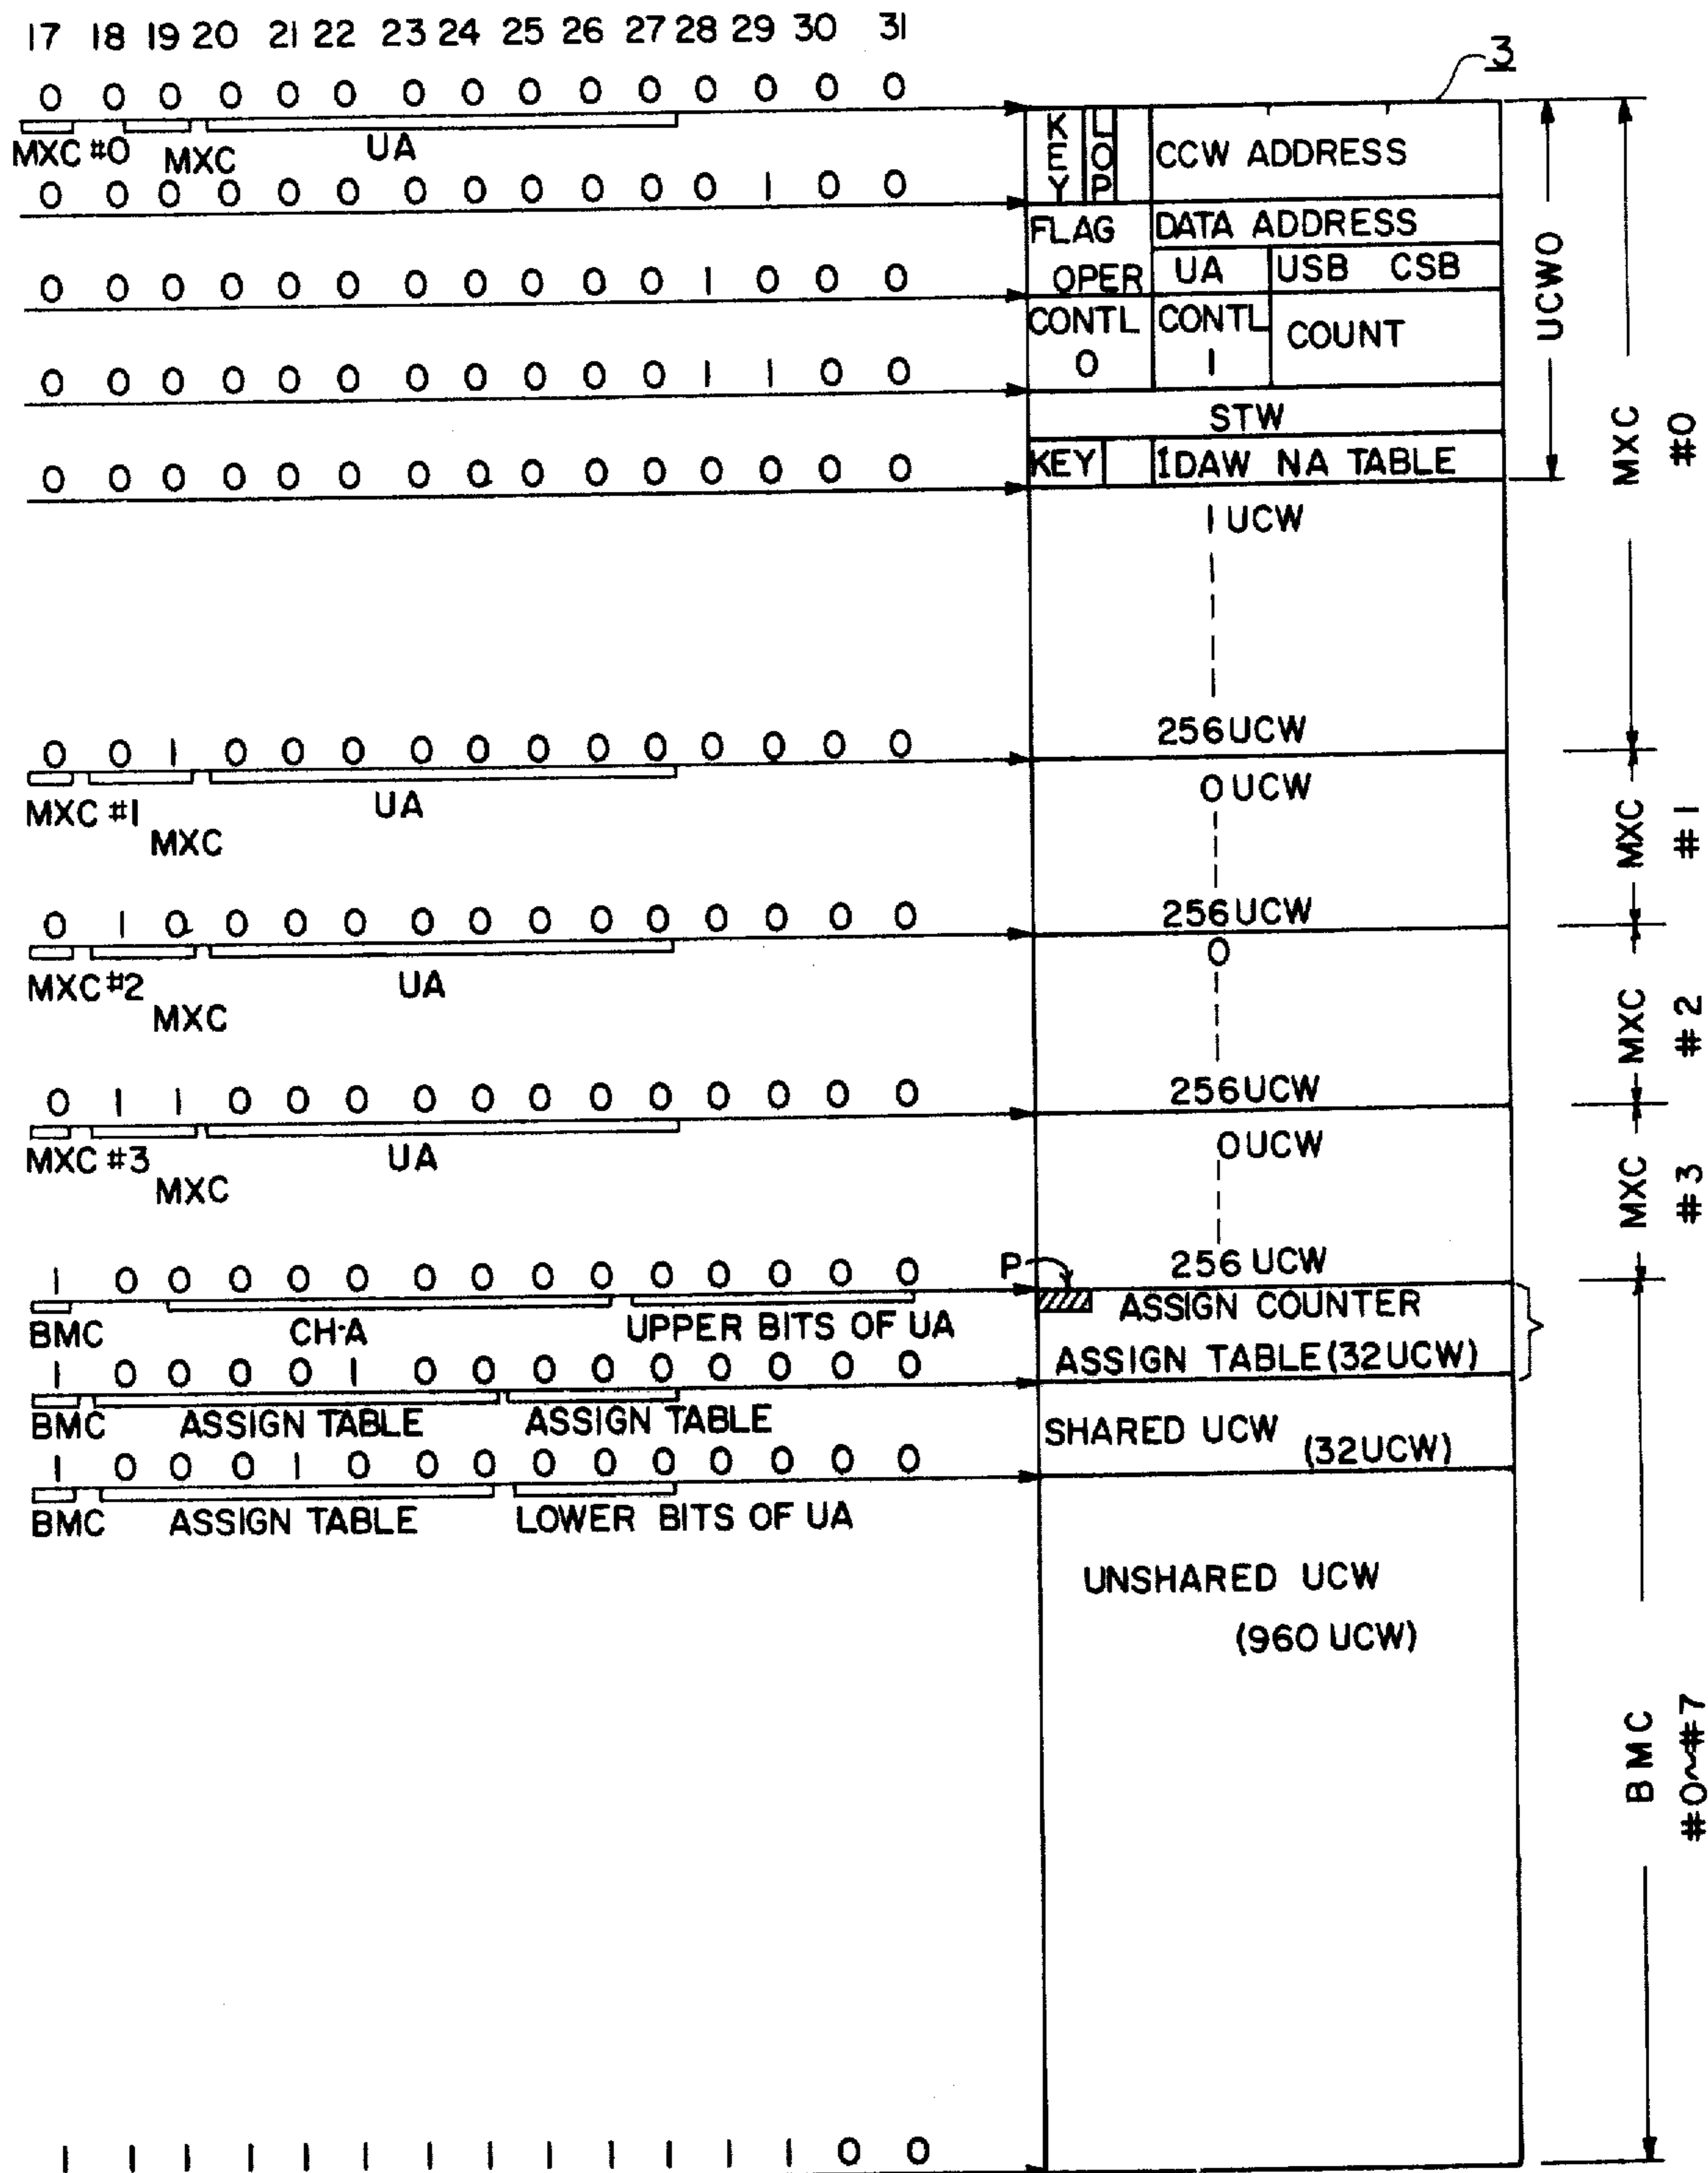 17 18 19 20 21 22 23 24 25 26 27 28 29 30 31
3
0 0 0 0 0 0 0 0 0 0 0 0 0 0 0
MXC #0 MXC UA
KEY LOP CCW ADDRESS
0 0 0 0 0 0 0 0 0 0 0 0 1 0 0
FLAG DATA ADDRESS
OPER UA USB CSB
0 0 0 0 0 0 0 0 0 0 0 1 0 0 0
CONTL 0 CONTL 1 COUNT
0 0 0 0 0 0 0 0 0 0 0 1 1 0 0
STW
KEY IDAW NA TABLE
0 0 0 0 0 0 0 0 0 0 0 0 0 0 0
UCW0
MXC #0
1 UCW
256 UCW
0 0 1 0 0 0 0 0 0 0 0 0 0 0 0
MXC #1 UA
MXC
0 UCW
MXC #1
256 UCW
0 1 0 0 0 0 0 0 0 0 0 0 0 0 0
MXC #2 UA
MXC
0
MXC #2
256 UCW
0 1 1 0 0 0 0 0 0 0 0 0 0 0 0
MXC #3 UA
MXC
0 UCW
MXC #3
256 UCW
1 0 0 0 0 0 0 0 0 0 0 0 0 0 0
P
BMC CH·A UPPER BITS OF UA
ASSIGN COUNTER
ASSIGN TABLE (32 UCW)
1 0 0 0 0 1 0 0 0 0 0 0 0 0 0
BMC ASSIGN TABLE ASSIGN TABLE
SHARED UCW (32 UCW)
1 0 0 0 1 0 0 0 0 0 0 0 0 0 0
BMC ASSIGN TABLE LOWER BITS OF UA
UNSHARED UCW
(960 UCW)
BMC #0~#7
1 1 1 1 1 1 1 1 1 1 1 1 1 0 0